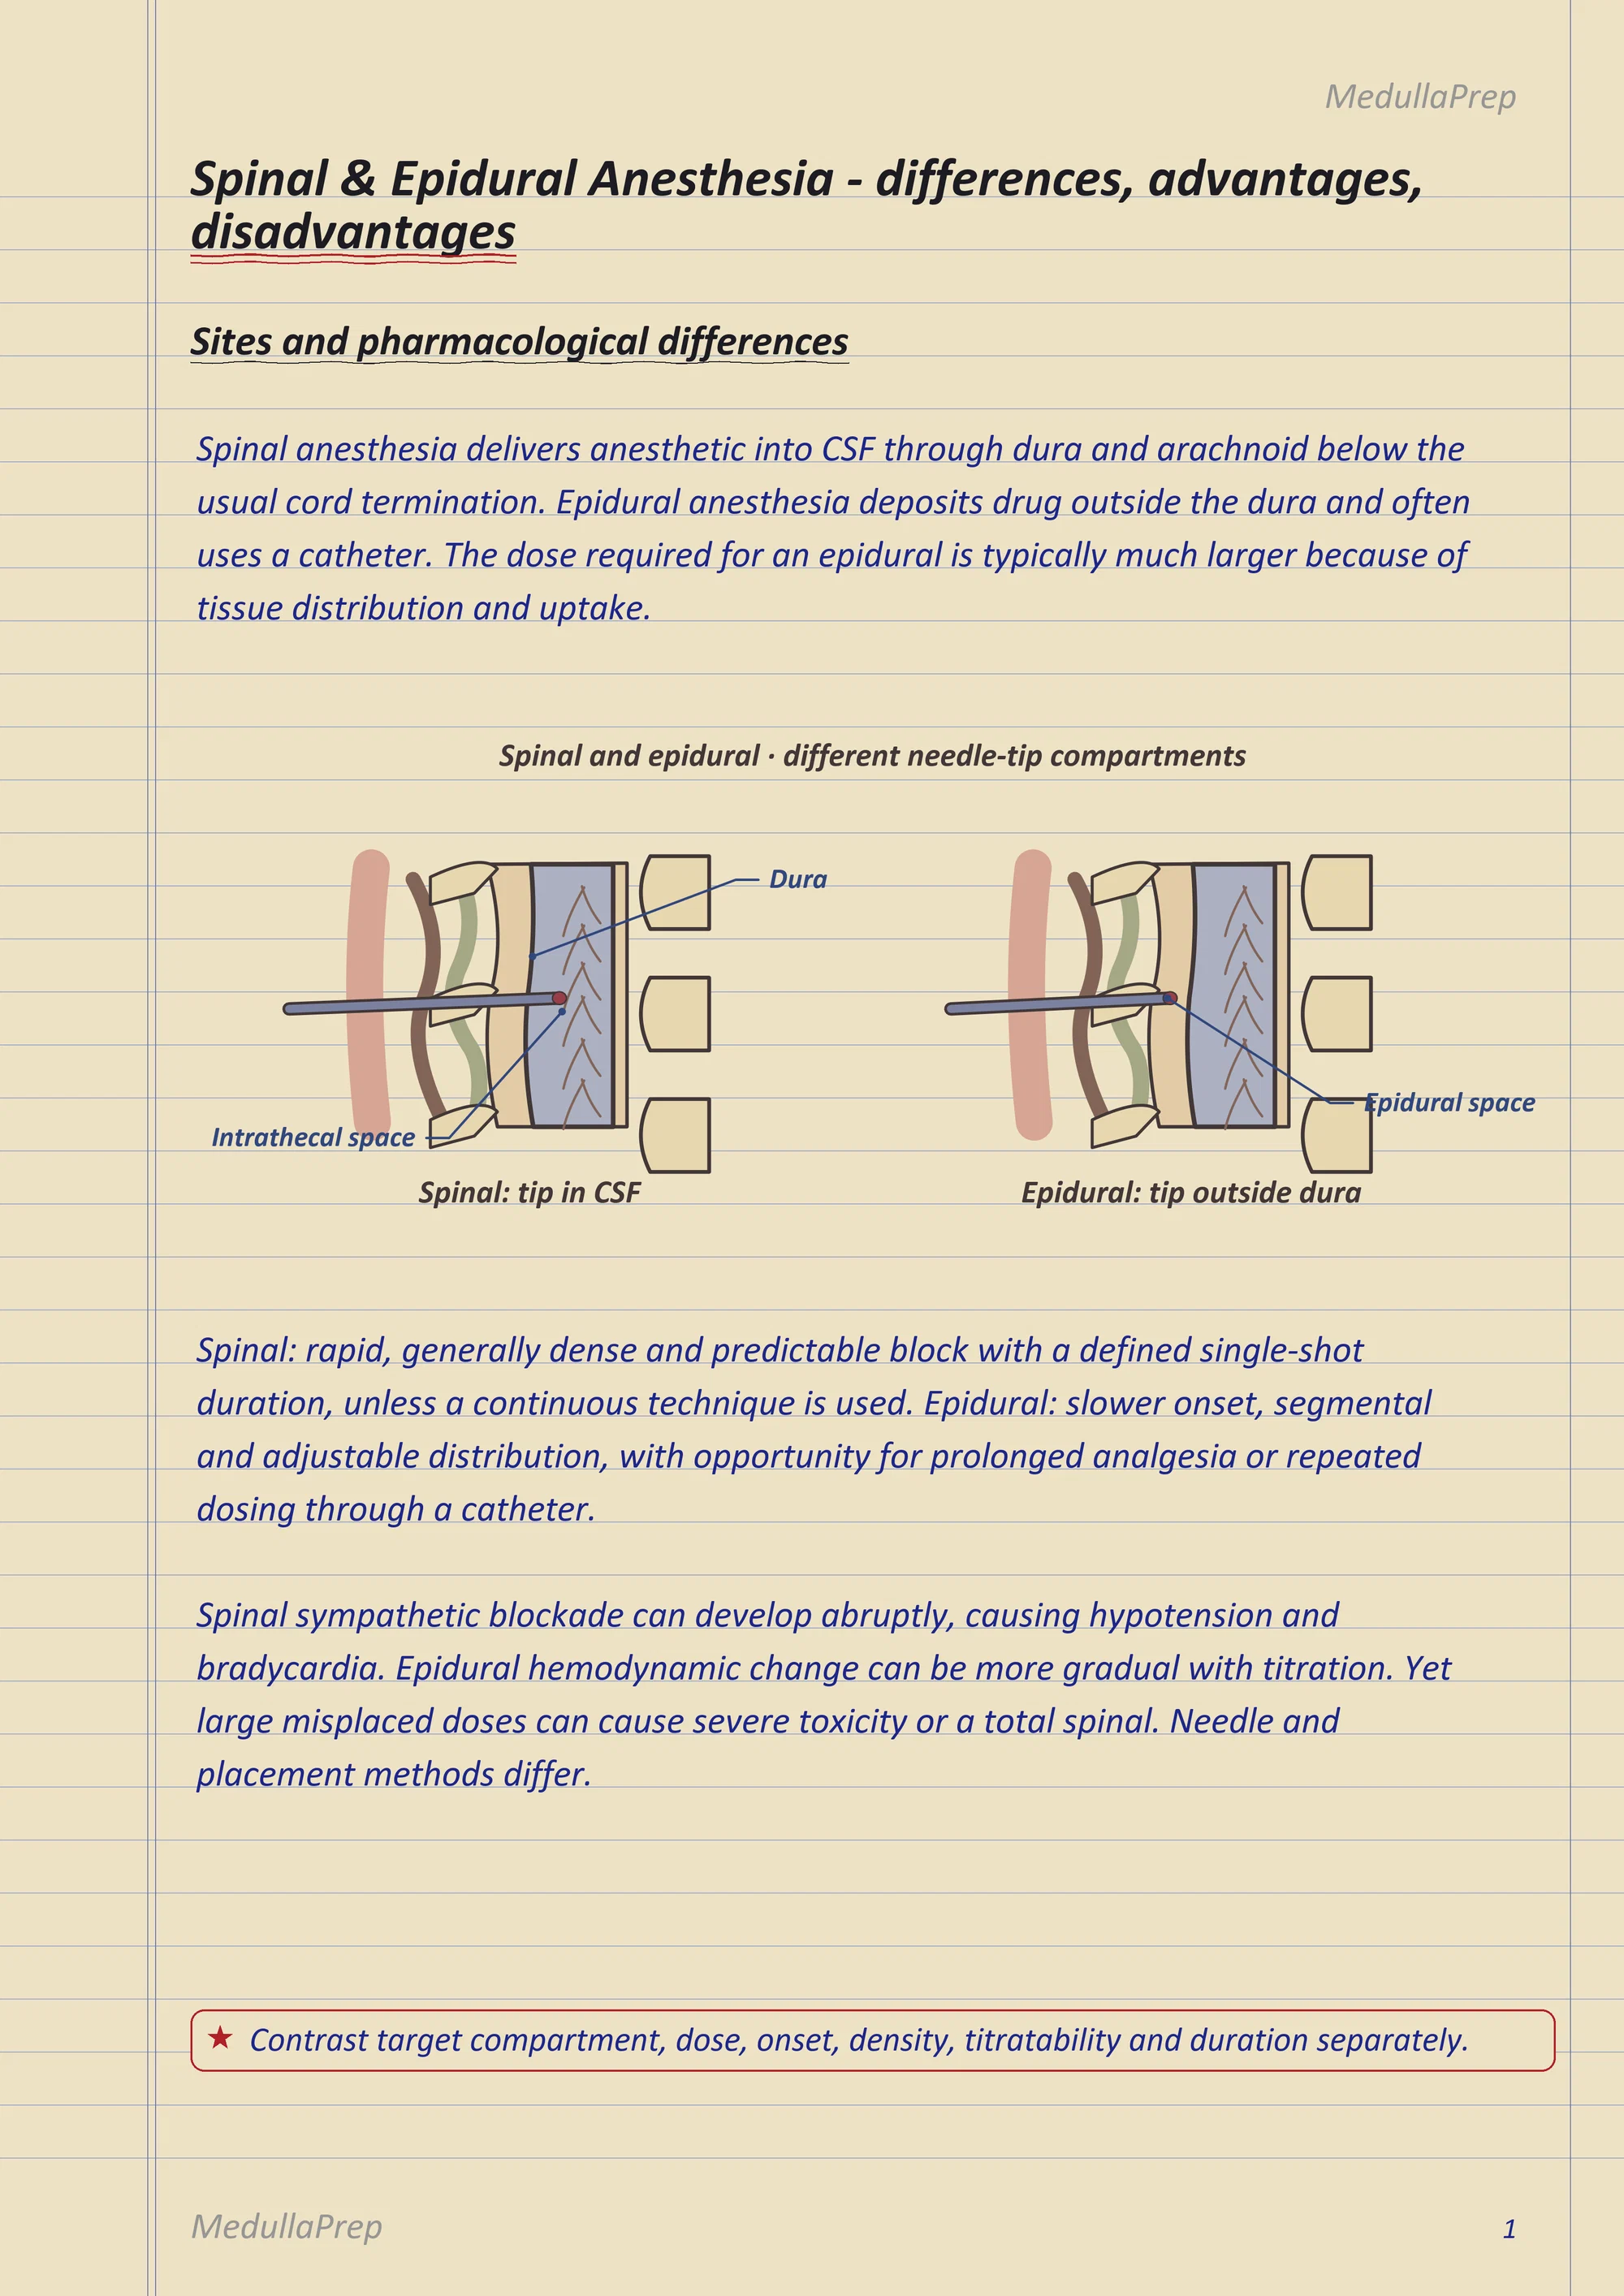 MedullaPrep
Spinal & Epidural Anesthesia - differences, advantages,
disadvantages
Sites and pharmacological differences
Spinal anesthesia delivers anesthetic into CSF through dura and arachnoid below the
usual cord termination. Epidural anesthesia deposits drug outside the dura and often
uses a catheter. The dose required for an epidural is typically much larger because of
tissue distribution and uptake.
Spinal and epidural · different needle-tip compartments
Dura
Epidural space
Intrathecal space
Spinal: tip in CSF
Epidural: tip outside dura
Spinal: rapid, generally dense and predictable block with a defined single-shot
duration, unless a continuous technique is used. Epidural: slower onset, segmental
and adjustable distribution, with opportunity for prolonged analgesia or repeated
dosing through a catheter.
Spinal sympathetic blockade can develop abruptly, causing hypotension and
bradycardia. Epidural hemodynamic change can be more gradual with titration. Yet
large misplaced doses can cause severe toxicity or a total spinal. Needle and
placement methods differ.
★ Contrast target compartment, dose, onset, density, titratability and duration separately.
MedullaPrep
1